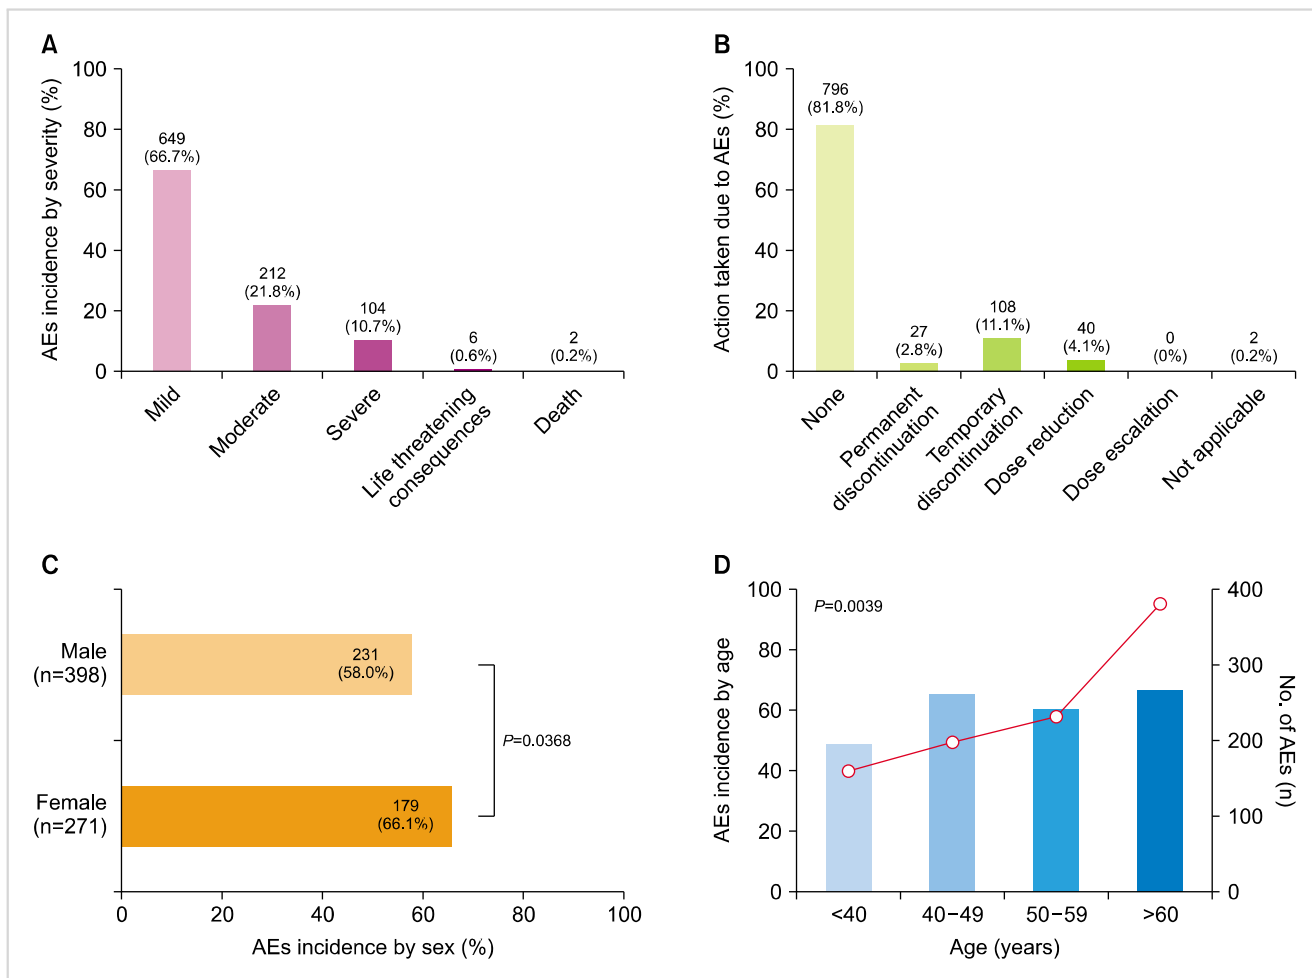 A
AEs incidence by severity (%)
100
80
60
40
20
0
649
(66.7%)
212
(21.8%)
104
(10.7%)
6
(0.6%)
2
(0.2%)
Mild
Moderate
Severe
Life threatening
consequences
Death
B
Action taken due to AEs (%)
100
80
60
40
20
0
796
(81.8%)
27
(2.8%)
108
(11.1%)
40
(4.1%)
0
(0%)
2
(0.2%)
None
Permanent
discontinuation
Temporary
discontinuation
Dose reduction
Dose escalation
Not applicable
C
Male
(n=398)
231
(58.0%)
P=0.0368
Female
(n=271)
179
(66.1%)
0
20
40
60
80
100
AEs incidence by sex (%)
D
AEs incidence by age
100
80
60
40
20
0
P=0.0039
400
300
200
100
0
No. of AEs (n)
<40
40–49
50–59
>60
Age (years)